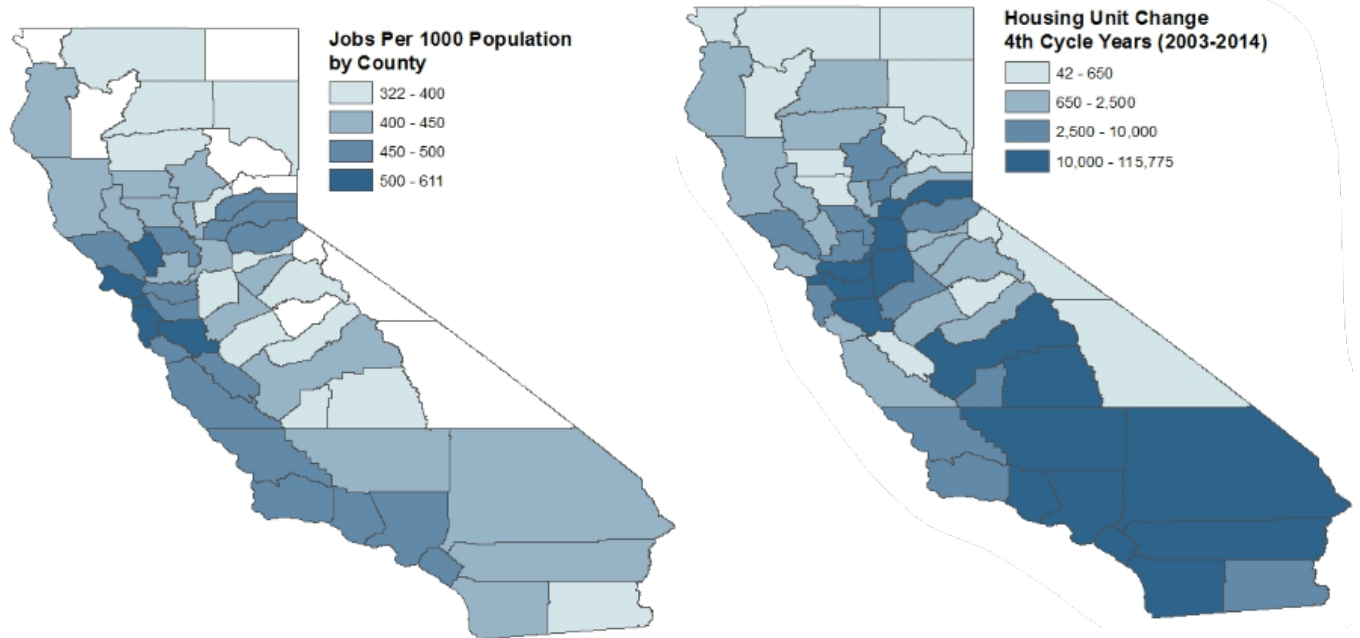 Jobs Per 1000 Population
by County
322 - 400
400 - 450
450 - 500
500 - 611
Housing Unit Change
4th Cycle Years (2003-2014)
42 - 650
650 - 2,500
2,500 - 10,000
10,000 - 115,775